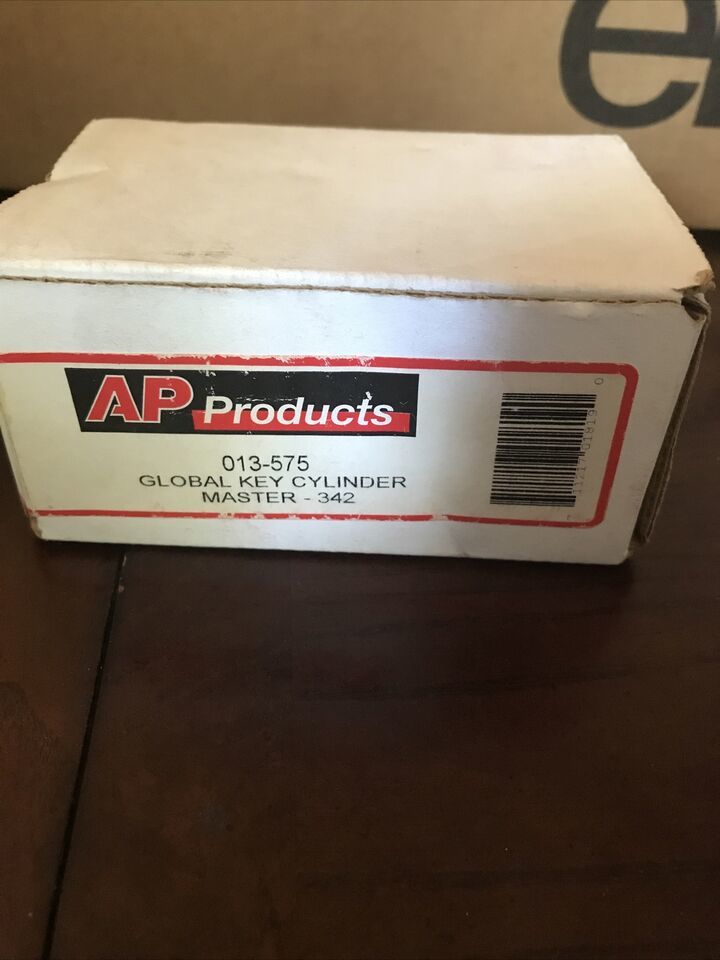 AP Products
013-575
GLOBAL KEY CYLINDER
MASTER - 342